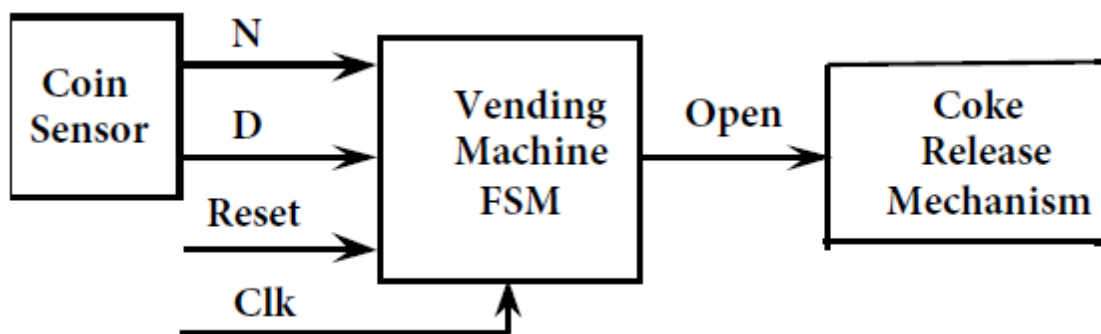 Coin
Sensor
N
D
Reset
Clk
Vending
Machine
FSM
Open
Coke
Release
Mechanism